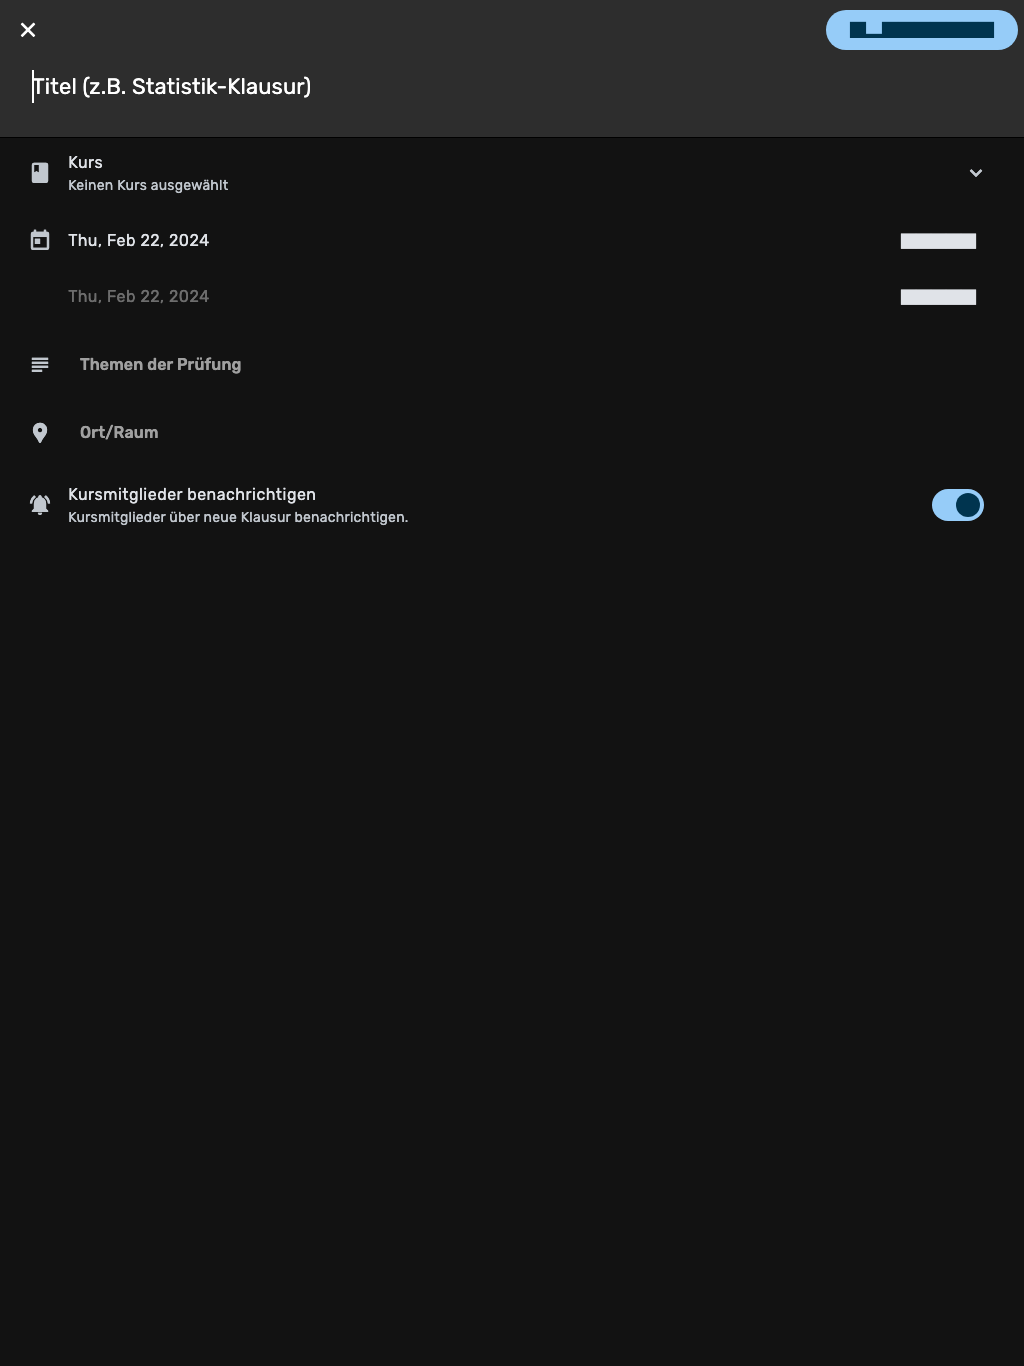 Titel (z.B. Statistik-Klausur)
Kurs
Keinen Kurs ausgewählt
Thu, Feb 22, 2024
Thu, Feb 22, 2024
Themen der Prüfung
Ort/Raum
Kursmitglieder benachrichtigen
Kursmitglieder über neue Klausur benachrichtigen.